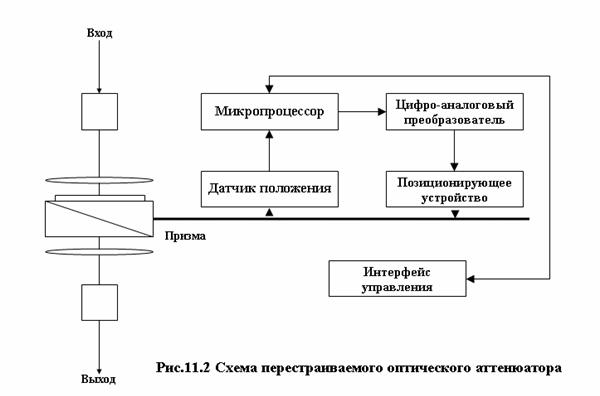 Вход
Микропроцессор
Цифро-аналоговый
преобразователь
Датчик положения
Позиционирующее
устройство
Призма
Интерфейс
управления
Рис.11.2 Схема перестраиваемого оптического аттенюатора
Выход